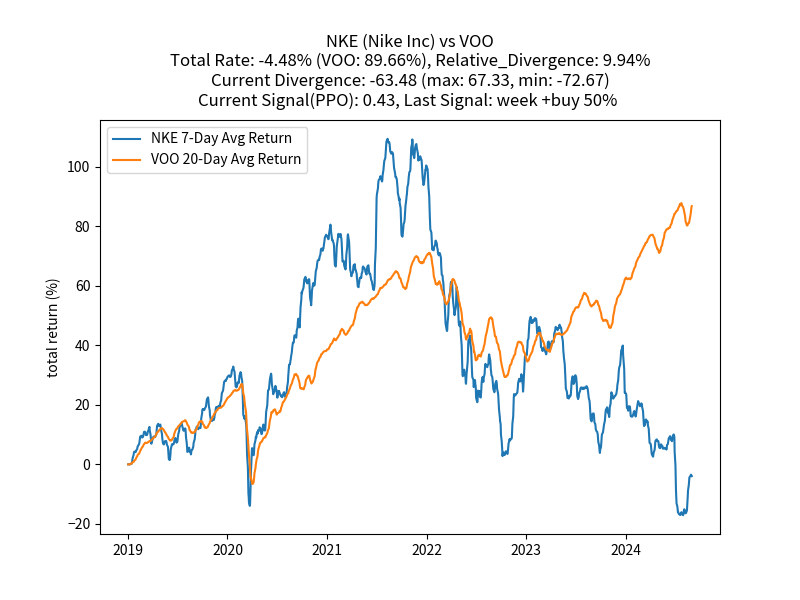 NKE (Nike Inc) vs VOO
Total Rate: -4.48% (VOO: 89.66%), Relative_Divergence: 9.94%
Current Divergence: -63.48 (max: 67.33, min: -72.67)
Current Signal(PPO): 0.43, Last Signal: week +buy 50%
NKE 7-Day Avg Return
VOO 20-Day Avg Return
total return (%)
100
80
60
40
20
0
−20
2019 2020 2021 2022 2023 2024